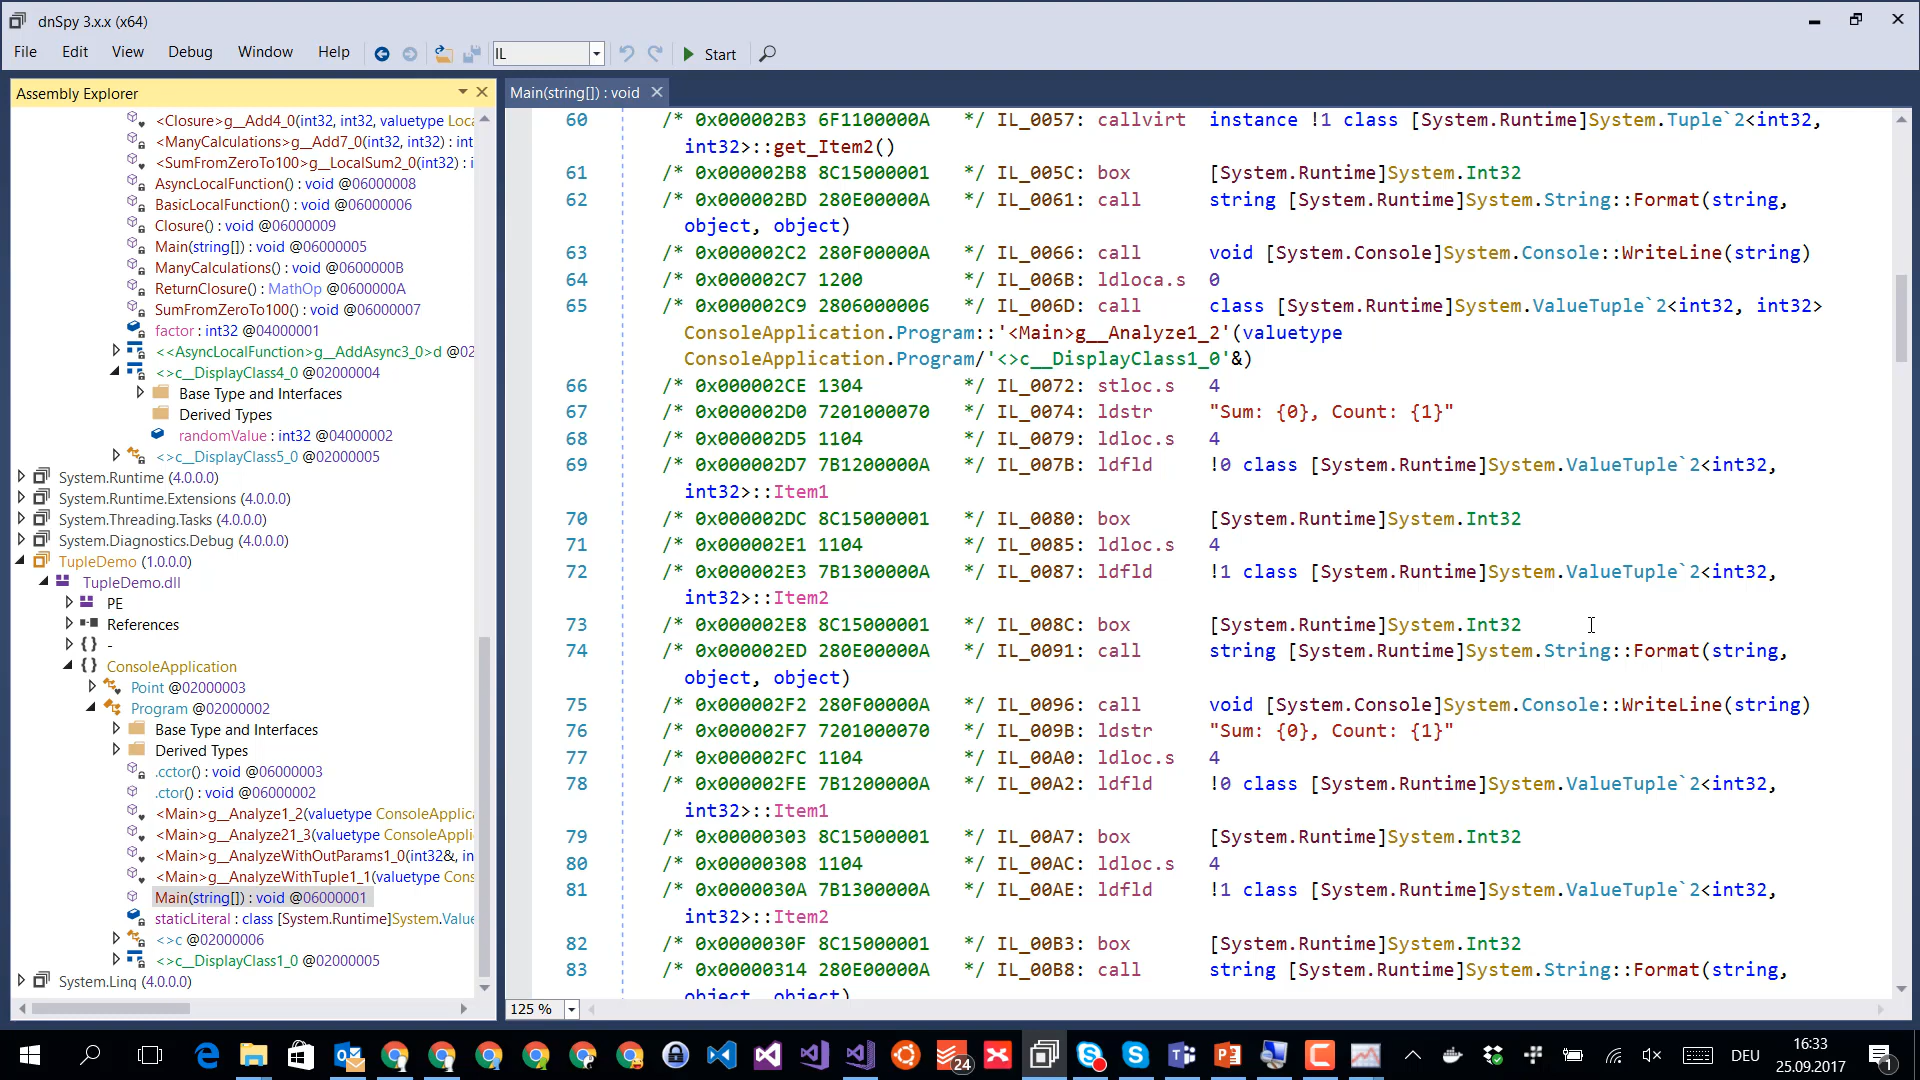 dnSpy 3.x.x (x64)
File Edit View Debug Window Help IL Start
Assembly Explorer
<Closure>g__Add4_0(int32, int32, valuetype Loca
<ManyCalculations>g__Add7_0(int32, int32) : int
<SumFromZeroTo100>g__LocalSum2_0(int32) : i
AsyncLocalFunction() : void @06000008
BasicLocalFunction() : void @06000006
Closure() : void @06000009
Main(string[]) : void @06000005
ManyCalculations() : void @0600000B
ReturnClosure() : MathOp @0600000A
SumFromZeroTo100() : void @06000007
factor : int32 @04000001
<<AsyncLocalFunction>g__AddAsync3_0>d @02
<>c__DisplayClass4_0 @02000004
Base Type and Interfaces
Derived Types
randomValue : int32 @04000002
<>c__DisplayClass5_0 @02000005
System.Runtime (4.0.0.0)
System.Runtime.Extensions (4.0.0.0)
System.Threading.Tasks (4.0.0.0)
System.Diagnostics.Debug (4.0.0.0)
TupleDemo (1.0.0.0)
TupleDemo.dll
PE
References
{ } -
{ } ConsoleApplication
Point @02000003
Program @02000002
Base Type and Interfaces
Derived Types
.cctor() : void @06000003
.ctor() : void @06000002
<Main>g__Analyze1_2(valuetype ConsoleApplica
<Main>g__Analyze21_3(valuetype ConsoleApplic
<Main>g__AnalyzeWithOutParams1_0(int32&, in
<Main>g__AnalyzeWithTuple1_1(valuetype Cons
Main(string[]) : void @06000001
staticLiteral : class [System.Runtime]System.Value
<>c @02000006
<>c__DisplayClass1_0 @02000005
System.Linq (4.0.0.0)
Main(string[]) : void
60 /* 0x000002B3 6F1100000A */ IL_0057: callvirt instance !1 class [System.Runtime]System.Tuple`2<int32,
int32>::get_Item2()
61 /* 0x000002B8 8C15000001 */ IL_005C: box [System.Runtime]System.Int32
62 /* 0x000002BD 280E00000A */ IL_0061: call string [System.Runtime]System.String::Format(string,
object, object)
63 /* 0x000002C2 280F00000A */ IL_0066: call void [System.Console]System.Console::WriteLine(string)
64 /* 0x000002C7 1200 */ IL_006B: ldloca.s 0
65 /* 0x000002C9 2806000006 */ IL_006D: call class [System.Runtime]System.ValueTuple`2<int32, int32>
ConsoleApplication.Program::'<Main>g__Analyze1_2'(valuetype
ConsoleApplication.Program/'<>c__DisplayClass1_0'&)
66 /* 0x000002CE 1304 */ IL_0072: stloc.s 4
67 /* 0x000002D0 7201000070 */ IL_0074: ldstr "Sum: {0}, Count: {1}"
68 /* 0x000002D5 1104 */ IL_0079: ldloc.s 4
69 /* 0x000002D7 7B1200000A */ IL_007B: ldfld !0 class [System.Runtime]System.ValueTuple`2<int32,
int32>::Item1
70 /* 0x000002DC 8C15000001 */ IL_0080: box [System.Runtime]System.Int32
71 /* 0x000002E1 1104 */ IL_0085: ldloc.s 4
72 /* 0x000002E3 7B1300000A */ IL_0087: ldfld !1 class [System.Runtime]System.ValueTuple`2<int32,
int32>::Item2
73 /* 0x000002E8 8C15000001 */ IL_008C: box [System.Runtime]System.Int32
74 /* 0x000002ED 280E00000A */ IL_0091: call string [System.Runtime]System.String::Format(string,
object, object)
75 /* 0x000002F2 280F00000A */ IL_0096: call void [System.Console]System.Console::WriteLine(string)
76 /* 0x000002F7 7201000070 */ IL_009B: ldstr "Sum: {0}, Count: {1}"
77 /* 0x000002FC 1104 */ IL_00A0: ldloc.s 4
78 /* 0x000002FE 7B1200000A */ IL_00A2: ldfld !0 class [System.Runtime]System.ValueTuple`2<int32,
int32>::Item1
79 /* 0x00000303 8C15000001 */ IL_00A7: box [System.Runtime]System.Int32
80 /* 0x00000308 1104 */ IL_00AC: ldloc.s 4
81 /* 0x0000030A 7B1300000A */ IL_00AE: ldfld !1 class [System.Runtime]System.ValueTuple`2<int32,
int32>::Item2
82 /* 0x0000030F 8C15000001 */ IL_00B3: box [System.Runtime]System.Int32
83 /* 0x00000314 280E00000A */ IL_00B8: call string [System.Runtime]System.String::Format(string,
object, object)
125 %
24
DEU
16:33
25.09.2017
1